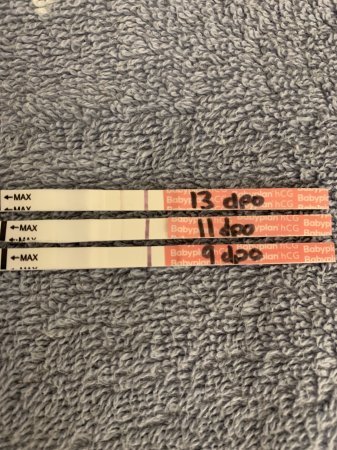 ←MAX 13 dpo
Babyplan hCG
←MAX 11 dpo
Babyplan hCG
←MAX 9 dpo
Babyplan hCG